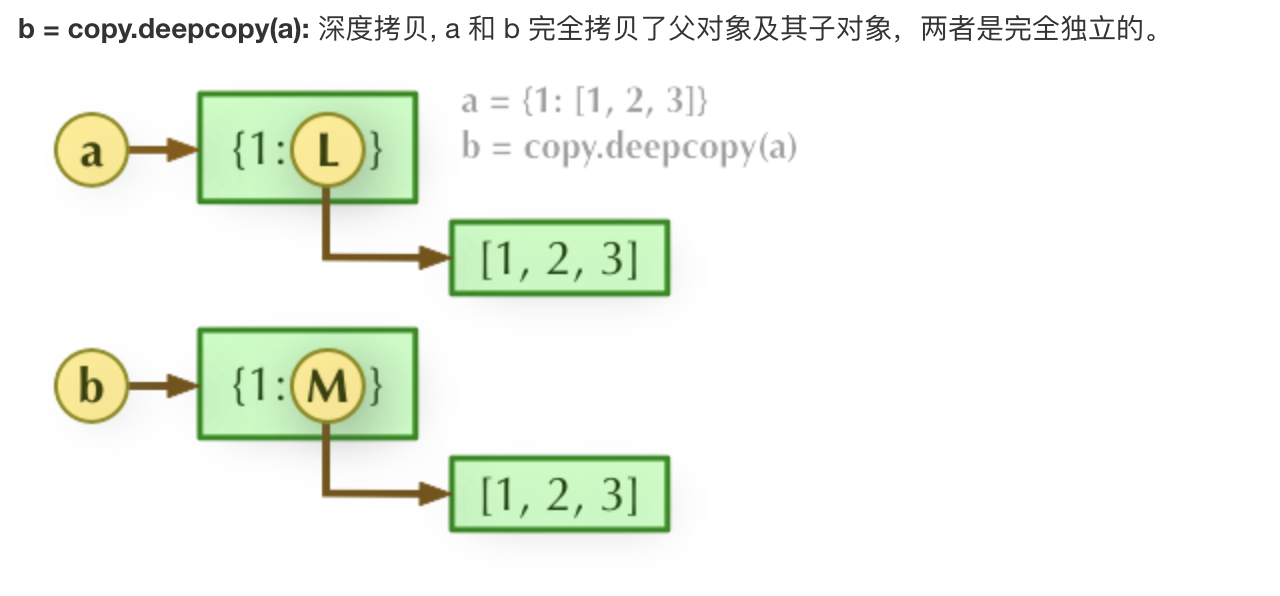 b = copy.deepcopy(a): 深度拷贝, a 和 b 完全拷贝了父对象及其子对象，两者是完全独立的。
a = {1: [1, 2, 3]}
b = copy.deepcopy(a)
a {1: L }
[1, 2, 3]
b {1: M }
[1, 2, 3]